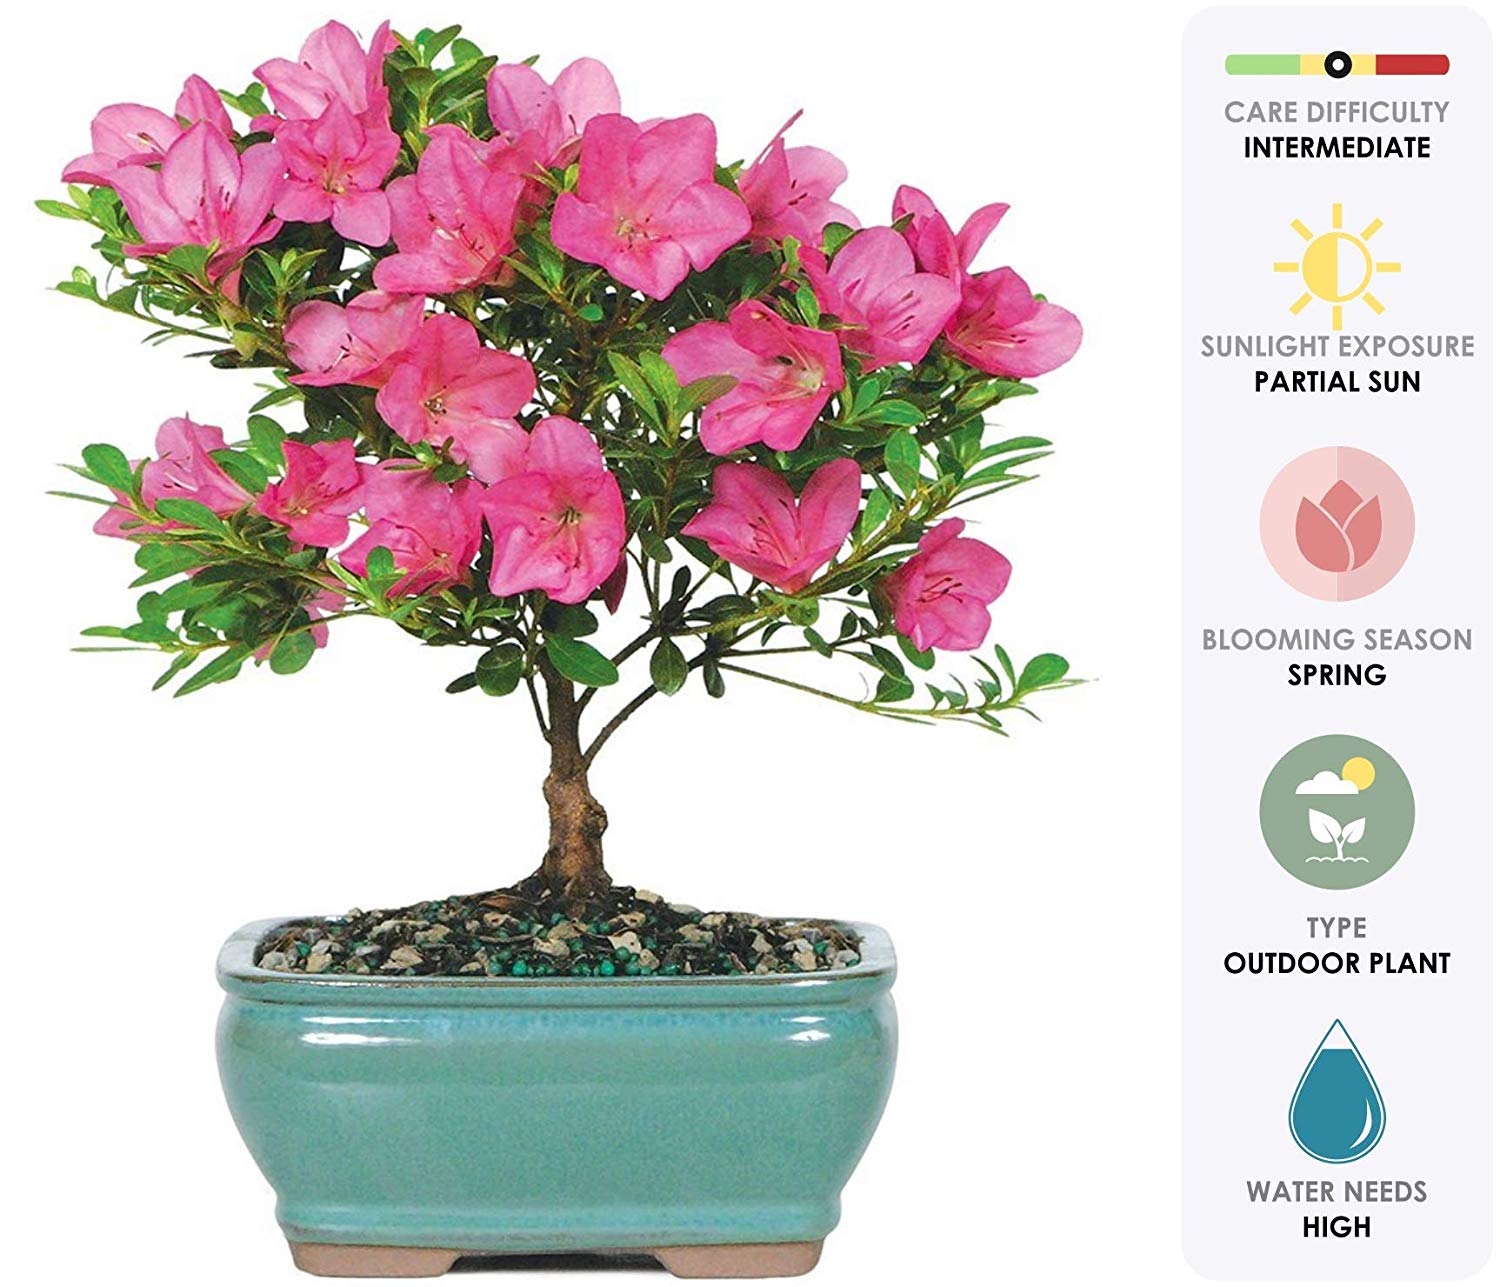 CARE DIFFICULTY
INTERMEDIATE
SUNLIGHT EXPOSURE
PARTIAL SUN
BLOOMING SEASON
SPRING
TYPE
OUTDOOR PLANT
WATER NEEDS
HIGH